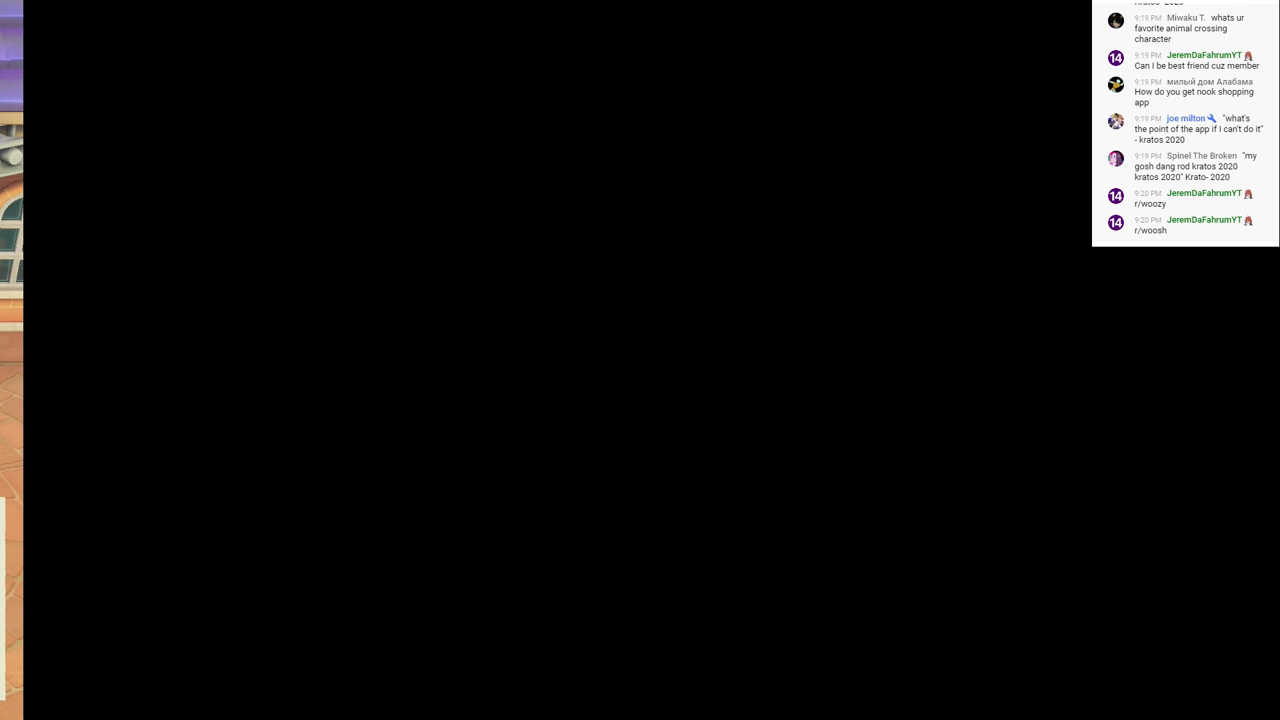 9:19 PM Miwaku T. whats ur
favorite animal crossing
character
14
9:19 PM JeremDaFahrumYT
Can I be best friend cuz member
9:19 PM милый дом Алабама
How do you get nook shopping
app
9:19 PM joe milton "what's
the point of the app if I can't do it"
- kratos 2020
9:19 PM Spinel The Broken "my
gosh dang rod kratos 2020
kratos 2020" Krato- 2020
14
9:20 PM JeremDaFahrumYT
r/woozy
14
9:20 PM JeremDaFahrumYT
r/woosh